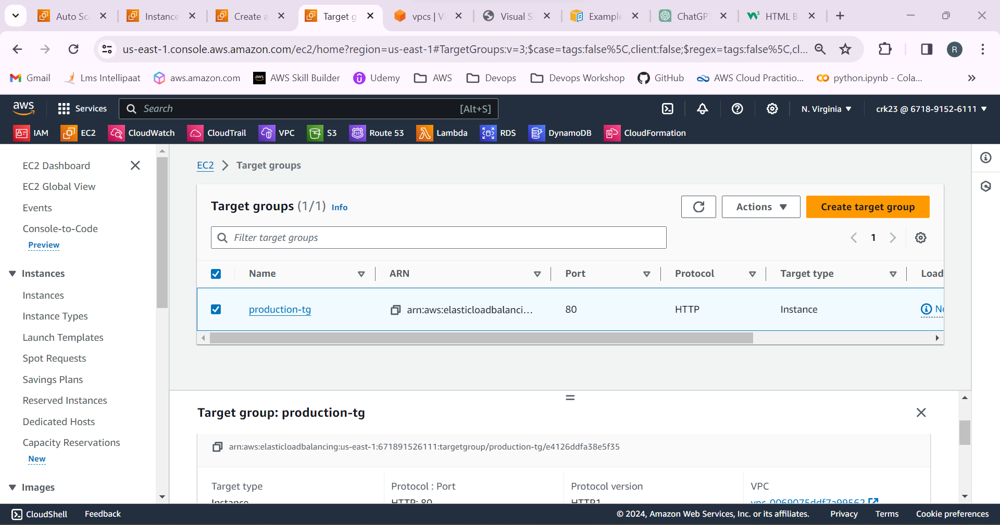 Auto Sc
Instance
Create a
Target g
vpcs | V
Visual S
Example
ChatGP
HTML B
us-east-1.console.aws.amazon.com/ec2/home?region=us-east-1#TargetGroups:v=3;$case=tags:false%5C,client:false;$regex=tags:false%5C,cl...
R
Gmail
Lms Intellipaat
aws.amazon.com
aws
AWS Skill Builder
Udemy
AWS
Devops
Devops Workshop
GitHub
AWS Cloud Practitio...
python.ipynb - Cola...
aws
Services
Search
[Alt+S]
N. Virginia
crk23 @ 6718-9152-6111
IAM
EC2
CloudWatch
CloudTrail
VPC
S3
Route 53
Lambda
RDS
DynamoDB
CloudFormation
EC2 Dashboard
EC2 Global View
Events
Console-to-Code
Preview
Instances
Instances
Instance Types
Launch Templates
Spot Requests
Savings Plans
Reserved Instances
Dedicated Hosts
Capacity Reservations
New
Images
EC2
Target groups
Target groups (1/1) Info
Actions
Create target group
Filter target groups
1
Name
ARN
Port
Protocol
Target type
Load
production-tg
arn:aws:elasticloadbalanci...
80
HTTP
Instance
No
Target group: production-tg
arn:aws:elasticloadbalancing:us-east-1:671891526111:targetgroup/production-tg/e4126ddfa38e5f35
Target type
Protocol : Port
Protocol version
VPC
Instance
HTTP: 80
HTTP1
vpc-0069075ddf7a99562
CloudShell
Feedback
© 2024, Amazon Web Services, Inc. or its affiliates.
Privacy
Terms
Cookie preferences